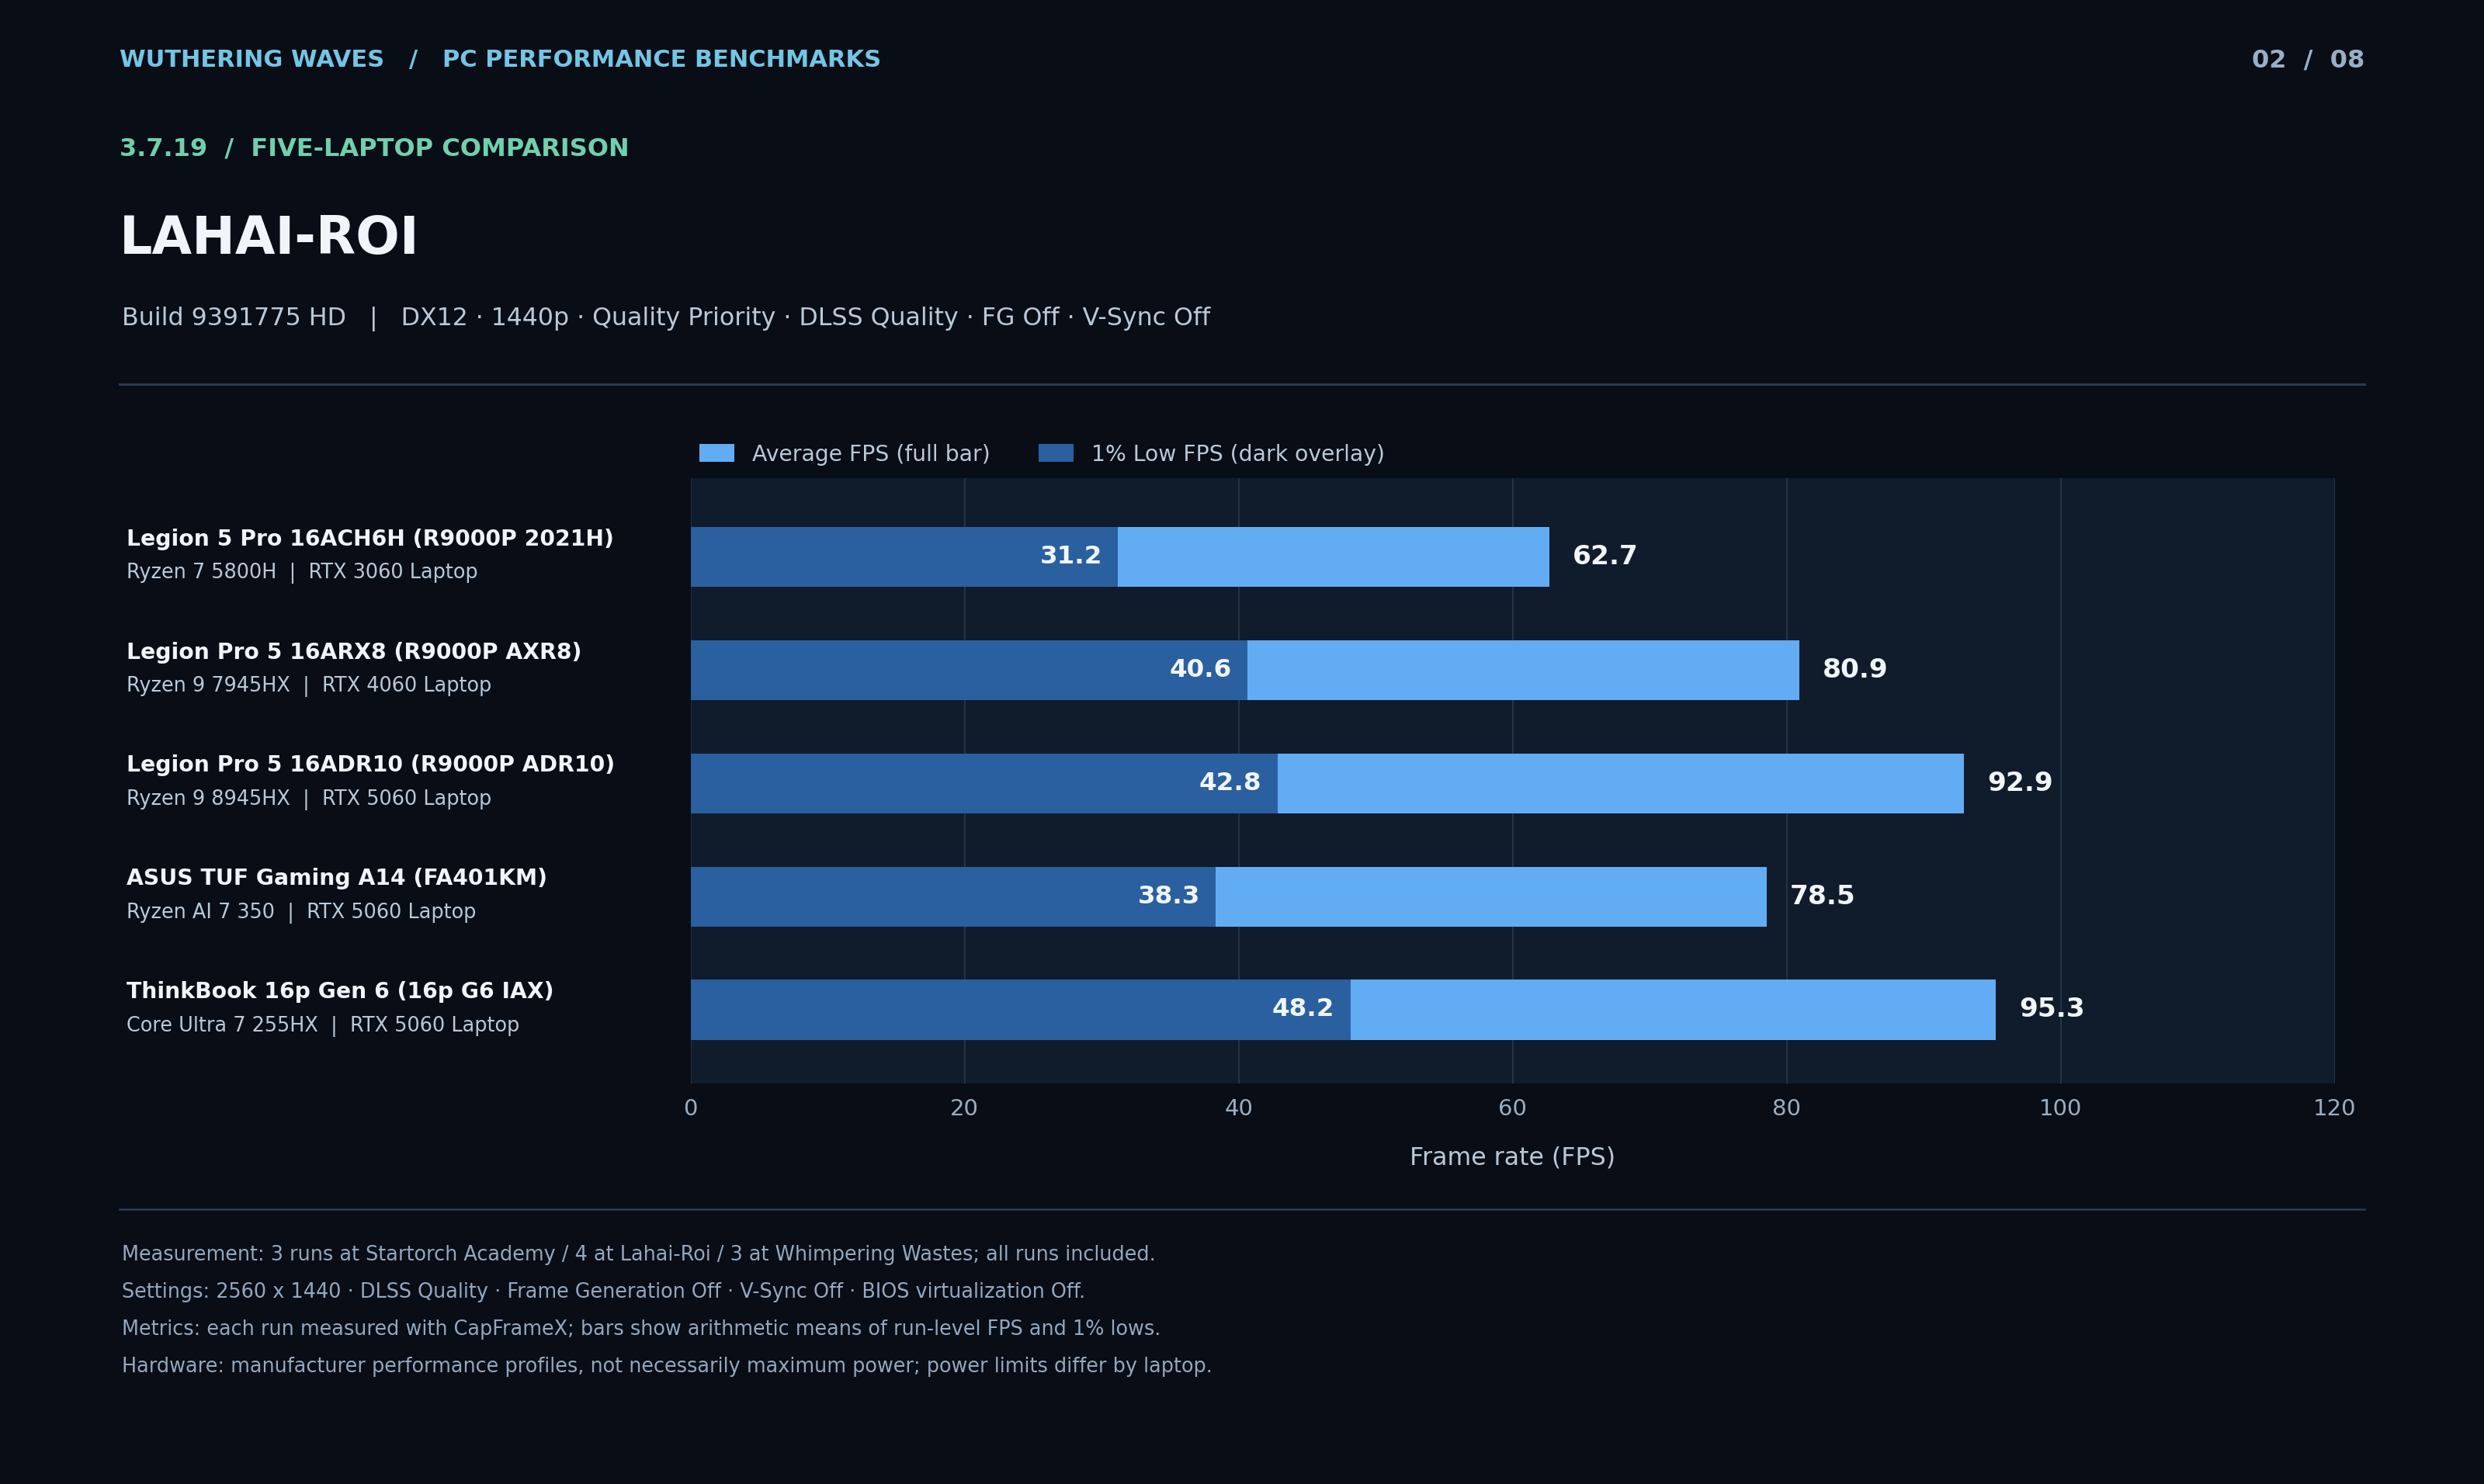 WUTHERING WAVES / PC PERFORMANCE BENCHMARKS
02 / 08
3.7.19 / FIVE-LAPTOP COMPARISON
LAHAI-ROI
Build 9391775 HD | DX12 · 1440p · Quality Priority · DLSS Quality · FG Off · V-Sync Off
Average FPS (full bar)
1% Low FPS (dark overlay)
Legion 5 Pro 16ACH6H (R9000P 2021H)
Ryzen 7 5800H | RTX 3060 Laptop
31.2
62.7
Legion Pro 5 16ARX8 (R9000P AXR8)
Ryzen 9 7945HX | RTX 4060 Laptop
40.6
80.9
Legion Pro 5 16ADR10 (R9000P ADR10)
Ryzen 9 8945HX | RTX 5060 Laptop
42.8
92.9
ASUS TUF Gaming A14 (FA401KM)
Ryzen AI 7 350 | RTX 5060 Laptop
38.3
78.5
ThinkBook 16p Gen 6 (16p G6 IAX)
Core Ultra 7 255HX | RTX 5060 Laptop
48.2
95.3
0 20 40 60 80 100 120
Frame rate (FPS)
Measurement: 3 runs at Startorch Academy / 4 at Lahai-Roi / 3 at Whimpering Wastes; all runs included.
Settings: 2560 x 1440 · DLSS Quality · Frame Generation Off · V-Sync Off · BIOS virtualization Off.
Metrics: each run measured with CapFrameX; bars show arithmetic means of run-level FPS and 1% lows.
Hardware: manufacturer performance profiles, not necessarily maximum power; power limits differ by laptop.